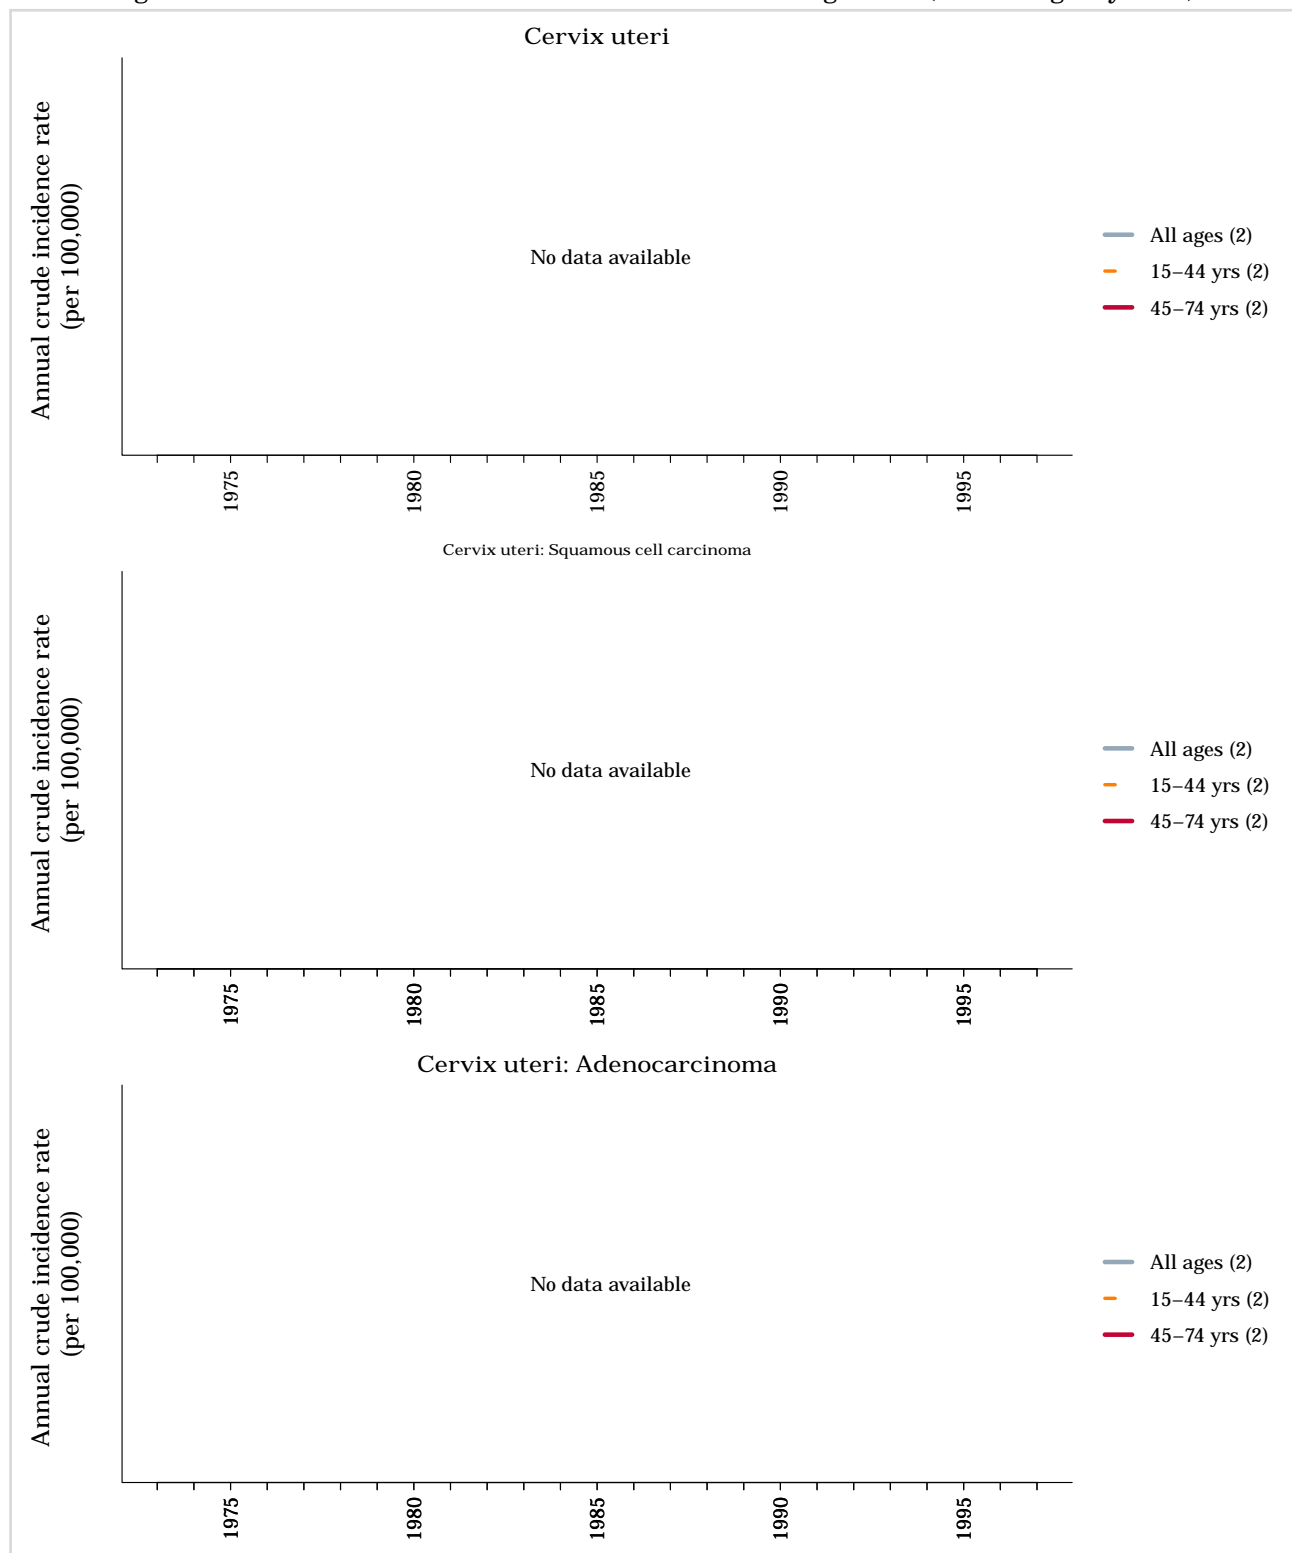 Cervix uteri
Annual crude incidence rate
(per 100,000)
No data available
All ages (2)
15–44 yrs (2)
45–74 yrs (2)
1975
1980
1985
1990
1995
Cervix uteri: Squamous cell carcinoma
Annual crude incidence rate
(per 100,000)
No data available
All ages (2)
15–44 yrs (2)
45–74 yrs (2)
1975
1980
1985
1990
1995
Cervix uteri: Adenocarcinoma
Annual crude incidence rate
(per 100,000)
No data available
All ages (2)
15–44 yrs (2)
45–74 yrs (2)
1975
1980
1985
1990
1995